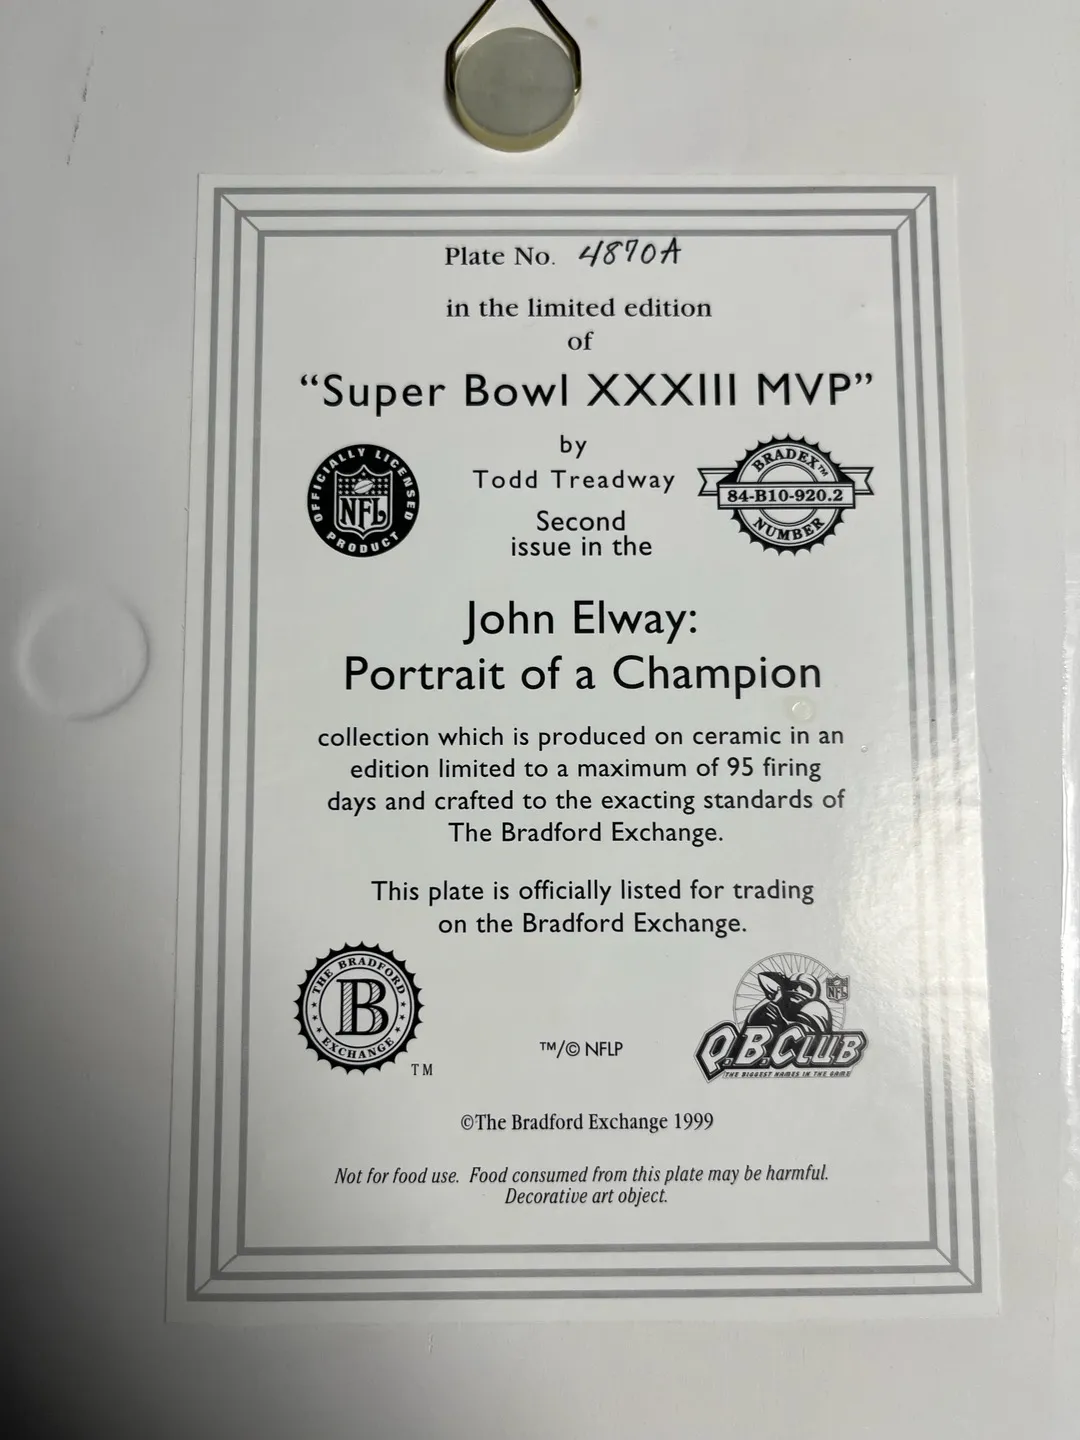 Plate No. 4870A
in the limited edition
of
“Super Bowl XXXIII MVP”
by
Todd Treadway
OFFICIALLY LICENSED
NFL
PRODUCT
BRADEX™
84-B10-920.2
NUMBER
Second
issue in the
John Elway:
Portrait of a Champion
collection which is produced on ceramic in an
edition limited to a maximum of 95 firing
days and crafted to the exacting standards of
The Bradford Exchange.
This plate is officially listed for trading
on the Bradford Exchange.
THE BRADFORD
B
EXCHANGE
TM
™/© NFLP
NFL
Q.B. CLUB
THE BIGGEST NAMES IN THE GAME
©The Bradford Exchange 1999
Not for food use. Food consumed from this plate may be harmful.
Decorative art object.